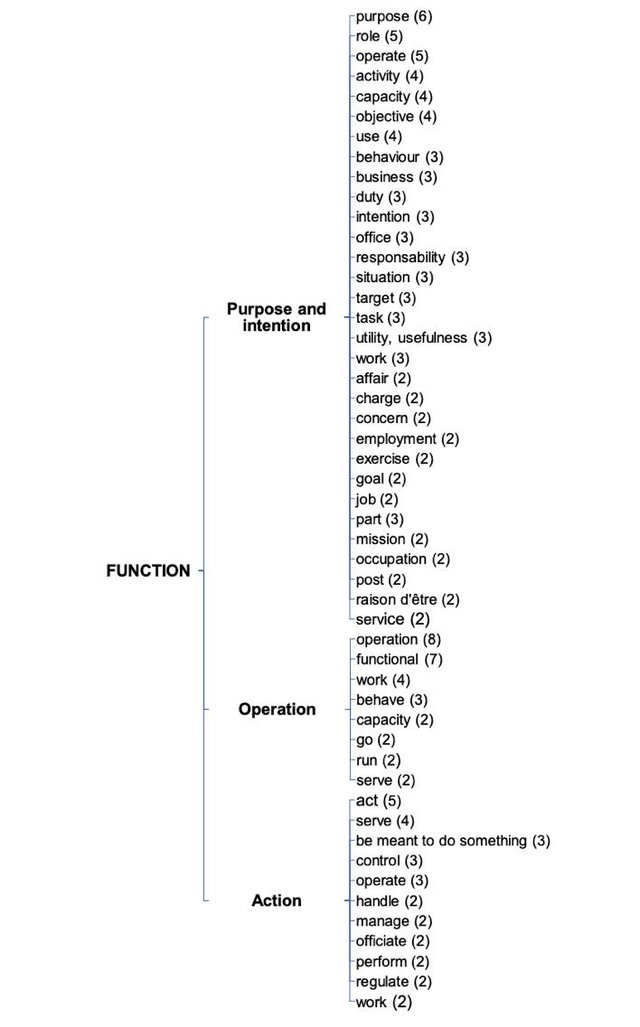 purpose (6)
role (5)
operate (5)
activity (4)
capacity (4)
objective (4)
use (4)
behaviour (3)
business (3)
duty (3)
intention (3)
office (3)
responsability (3)
situation (3)
target (3)
Purpose and
intention
task (3)
utility, usefulness (3)
work (3)
affair (2)
charge (2)
concern (2)
employment (2)
exercise (2)
goal (2)
job (2)
part (3)
mission (2)
occupation (2)
FUNCTION
post (2)
raison d'être (2)
service (2)
operation (8)
functional (7)
work (4)
behave (3)
Operation
capacity (2)
go (2)
run (2)
serve (2)
act (5)
serve (4)
be meant to do something (3)
control (3)
operate (3)
Action
handle (2)
manage (2)
officiate (2)
perform (2)
regulate (2)
work (2)